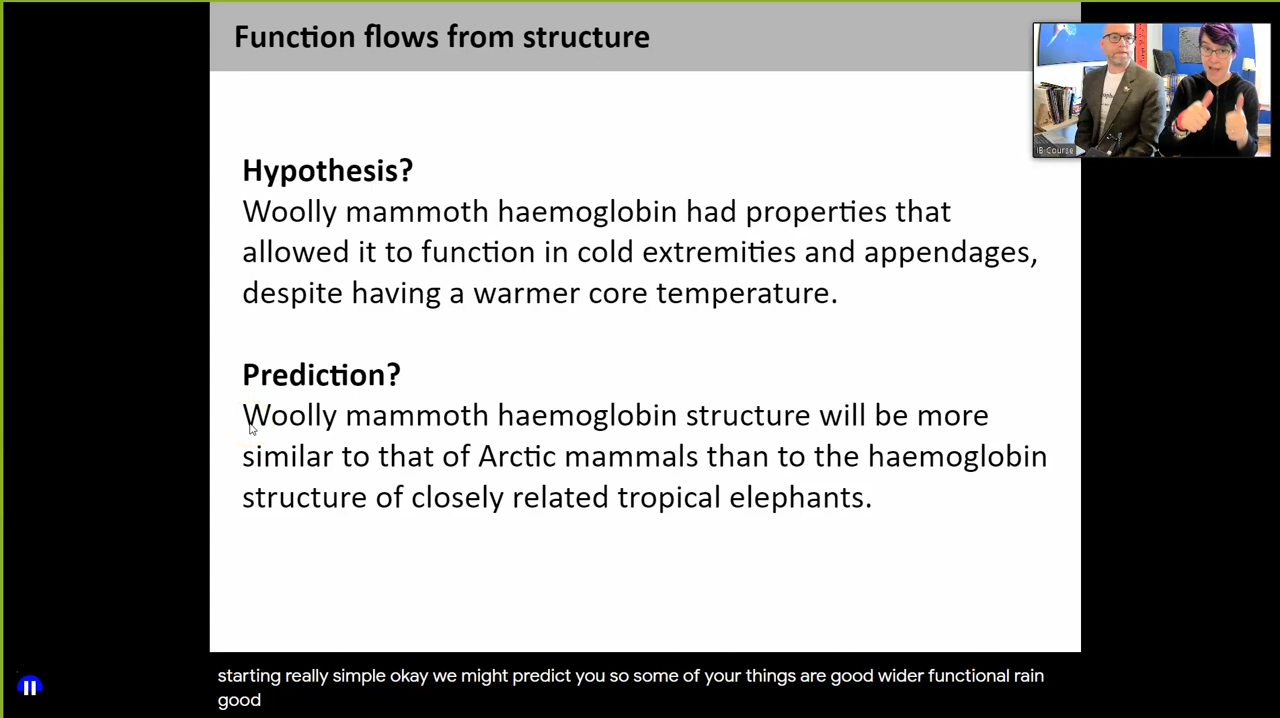 Function flows from structure
IB Course
Hypothesis?
Woolly mammoth haemoglobin had properties that
allowed it to function in cold extremities and appendages,
despite having a warmer core temperature.
Prediction?
Woolly mammoth haemoglobin structure will be more
similar to that of Arctic mammals than to the haemoglobin
structure of closely related tropical elephants.
starting really simple okay we might predict you so some of your things are good wider functional rain
good